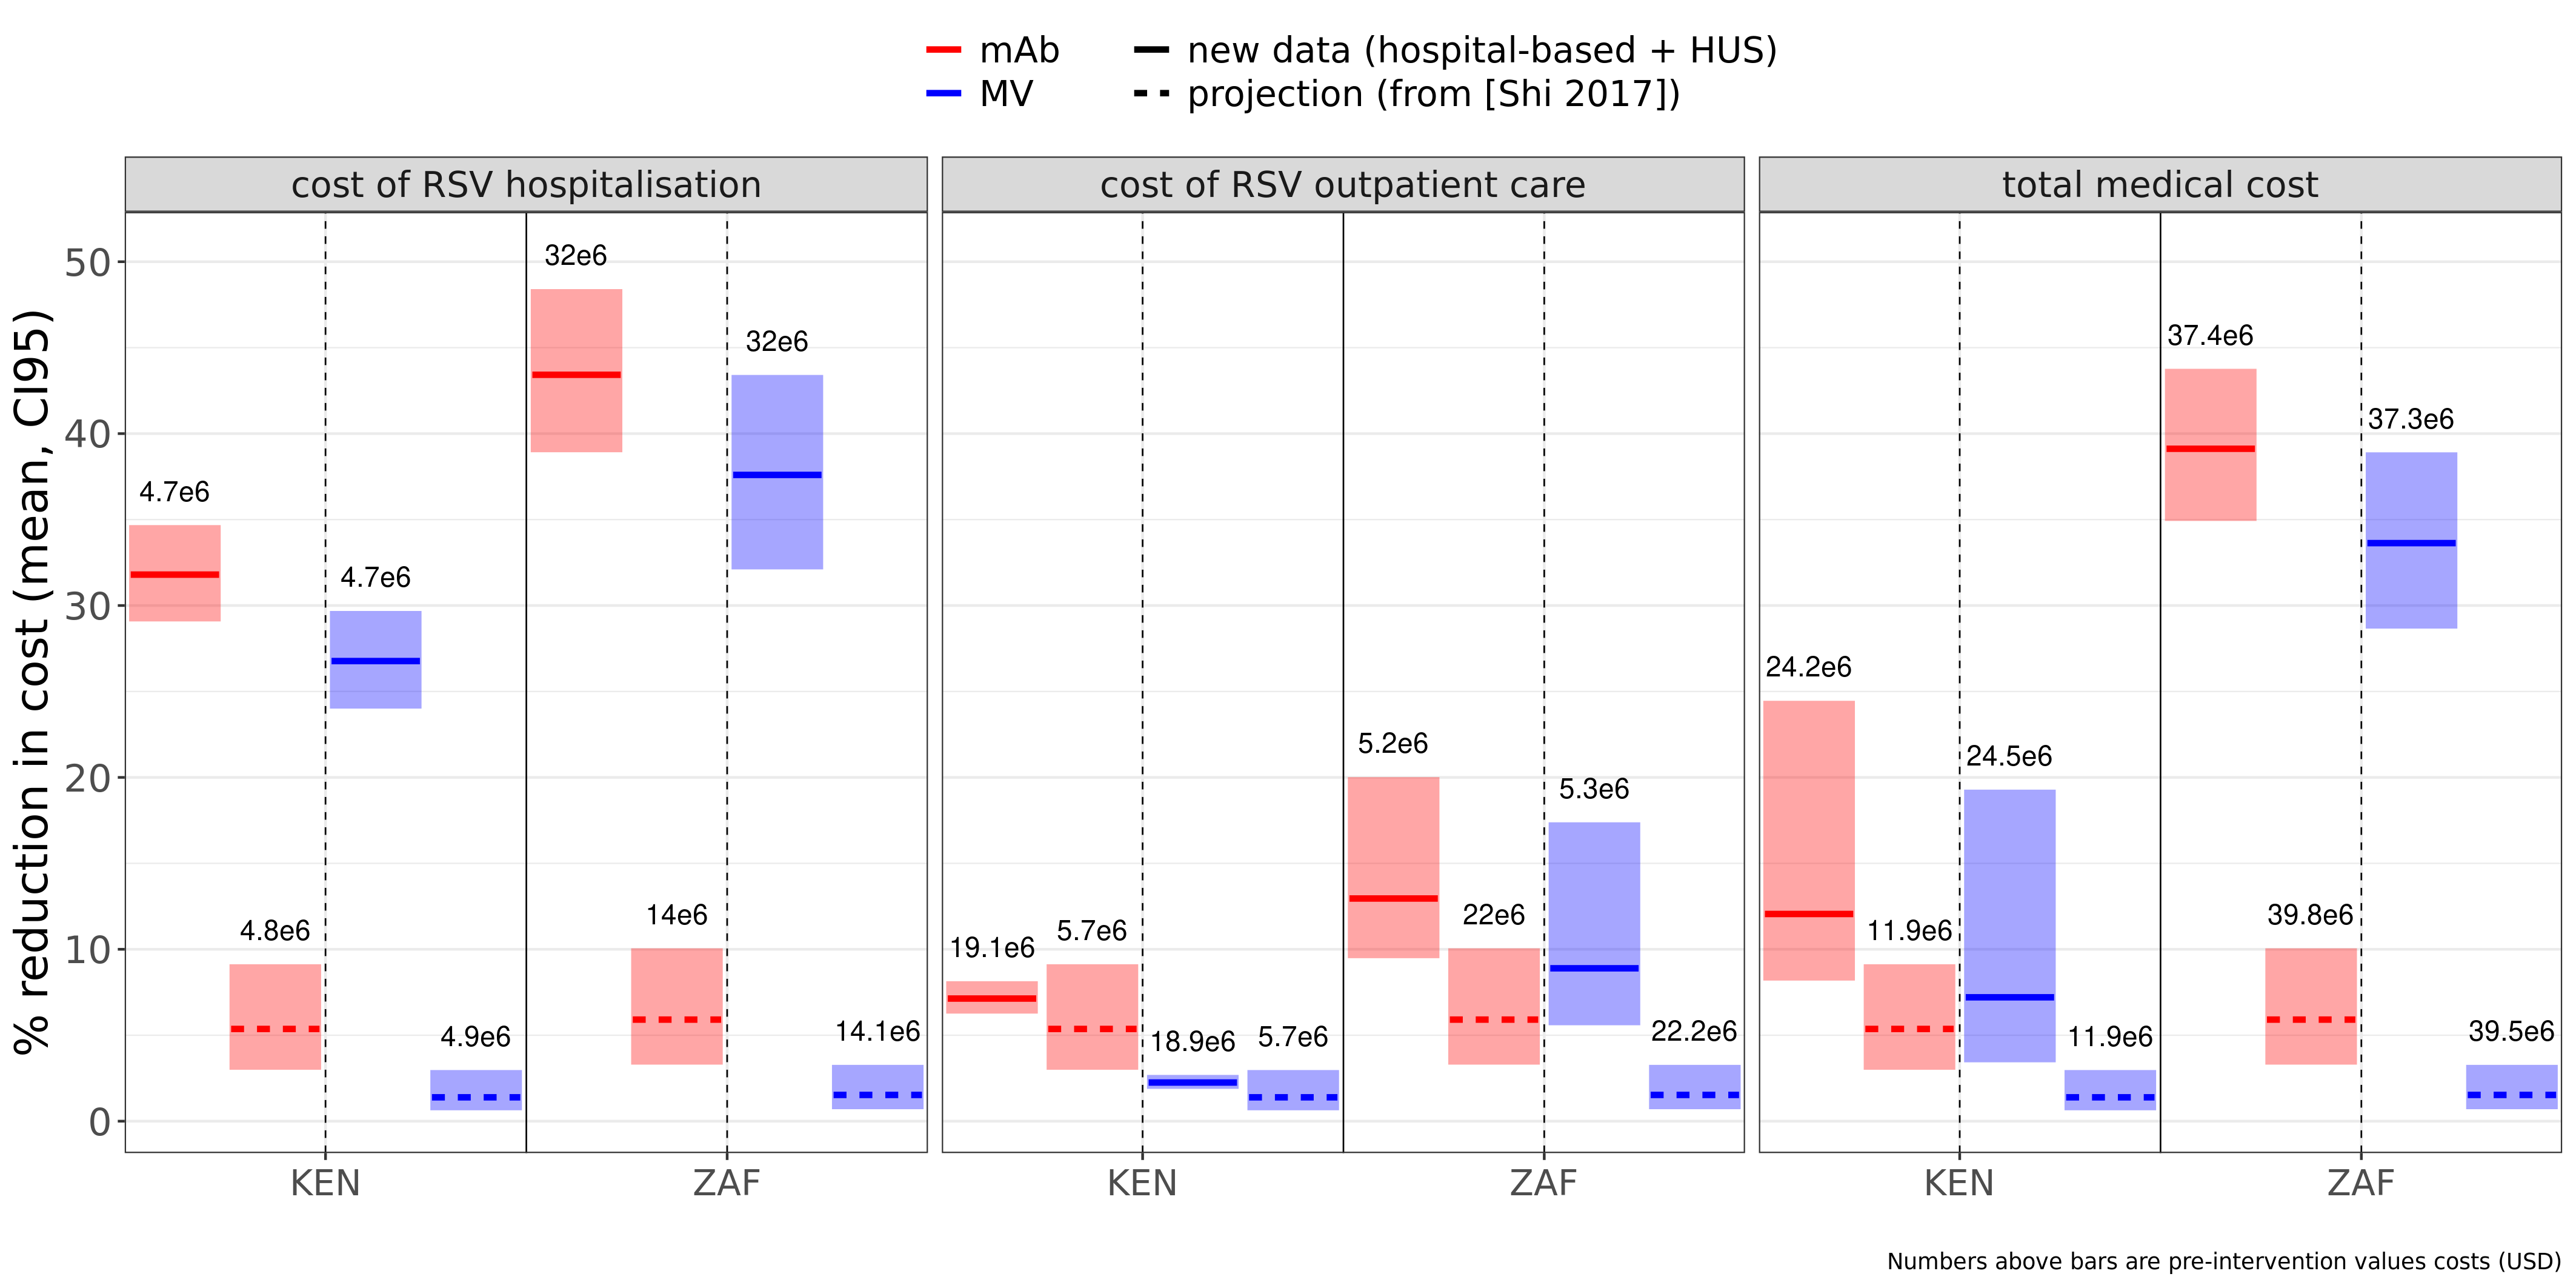 mAb
MV
new data (hospital-based + HUS)
projection (from [Shi 2017])
% reduction in cost (mean, CI95)
50
40
30
20
10
0
cost of RSV hospitalisation
32e6
32e6
4.7e6
4.7e6
4.8e6
14e6
4.9e6
14.1e6
KEN
ZAF
cost of RSV outpatient care
5.2e6
5.3e6
22e6
5.7e6
19.1e6
18.9e6
5.7e6
22.2e6
KEN
ZAF
total medical cost
37.4e6
37.3e6
24.2e6
24.5e6
39.8e6
11.9e6
11.9e6
39.5e6
KEN
ZAF
Numbers above bars are pre-intervention values costs (USD)